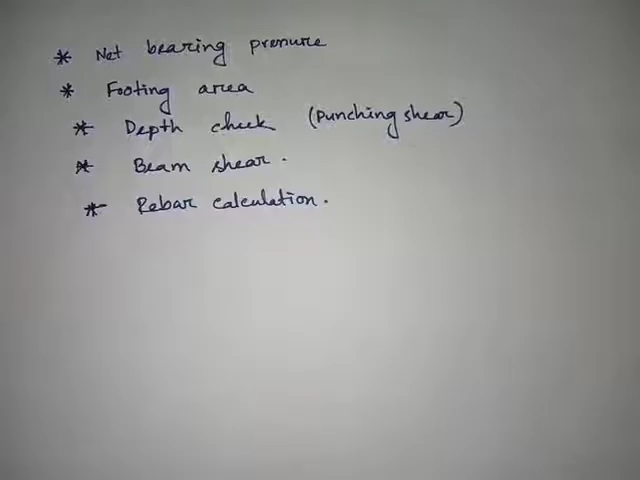 * Net bearing pressure
* Footing area
* Depth check (Punching shear)
* Beam shear.
* Rebar calculation.